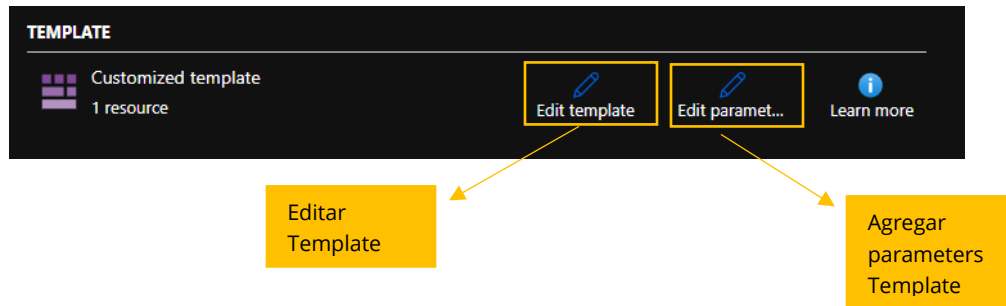 TEMPLATE
Customized template
1 resource
Edit template
Edit paramet...
Learn more
Editar
Template
Agregar
parameters
Template